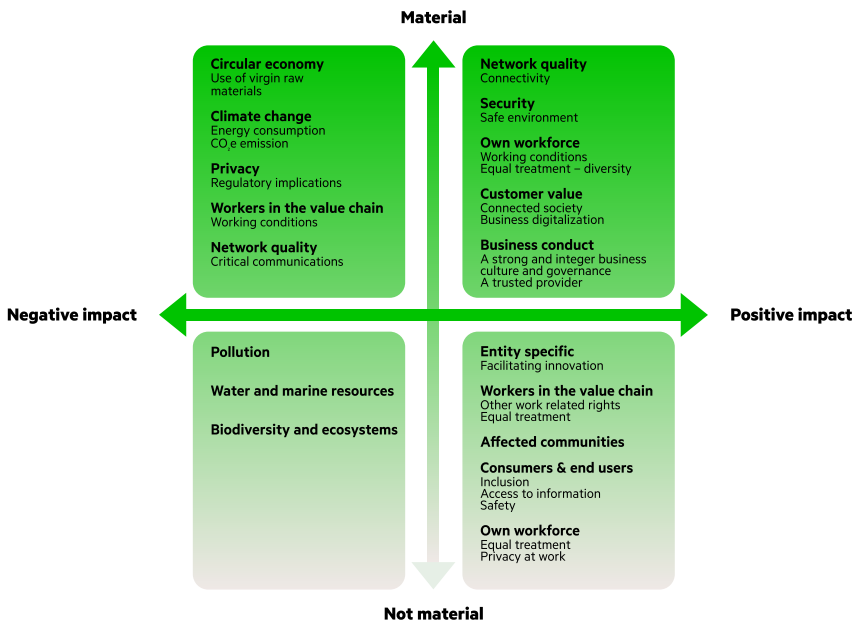 Material
Circular economy
Use of virgin raw
materials
Climate change
Energy consumption
CO₂e emission
Privacy
Regulatory implications
Workers in the value chain
Working conditions
Network quality
Critical communications
Network quality
Connectivity
Security
Safe environment
Own workforce
Working conditions
Equal treatment – diversity
Customer value
Connected society
Business digitalization
Business conduct
A strong and integer business
culture and governance
A trusted provider
Negative impact
Positive impact
Pollution
Water and marine resources
Biodiversity and ecosystems
Entity specific
Facilitating innovation
Workers in the value chain
Other work related rights
Equal treatment
Affected communities
Consumers & end users
Inclusion
Access to information
Safety
Own workforce
Equal treatment
Privacy at work
Not material